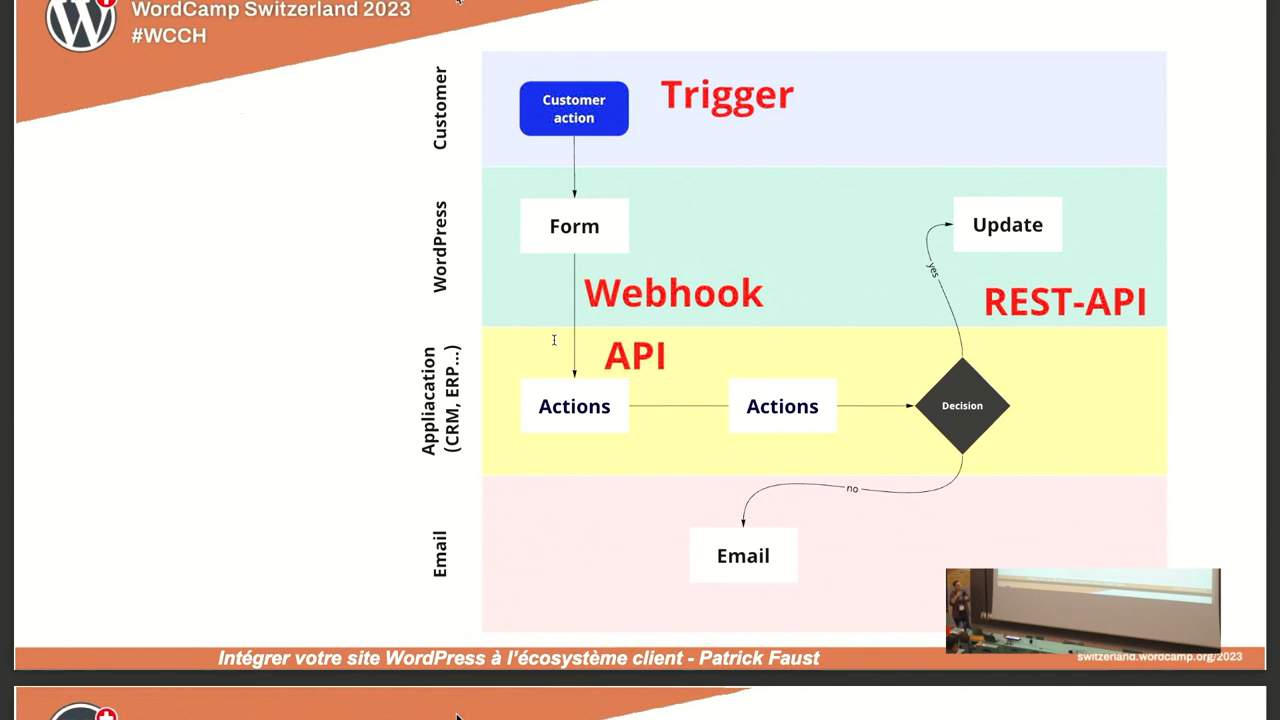 WordCamp Switzerland 2023
#WCCH
Customer
Customer
action
Trigger
WordPress
Form
Update
yes
Webhook
REST-API
Appliacation
(CRM, ERP...)
API
Actions
Actions
Decision
no
Email
Email
Intégrer votre site WordPress à l'écosystème client - Patrick Faust
switzerland.wordcamp.org/2023